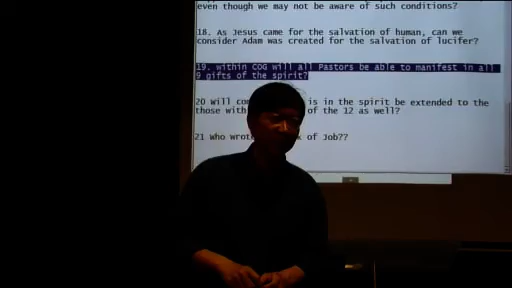 even though we may not be aware of such conditions?
18. As Jesus came for the salvation of human, can we
consider Adam was created for the salvation of lucifer?
19. within COG will all Pastors be able to manifest in all
9 gifts of the spirit?
20 will is in the spirit be extended to the
those of the 12 as well?
21 who of Job??